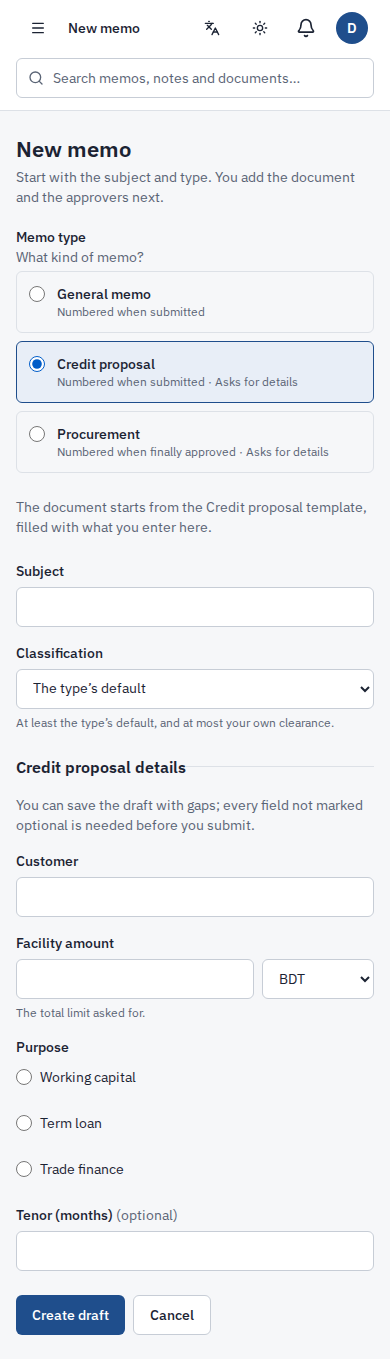 New memo
D
Search memos, notes and documents...
New memo
Start with the subject and type. You add the document
and the approvers next.
Memo type
What kind of memo?
General memo
Numbered when submitted
Credit proposal
Numbered when submitted · Asks for details
Procurement
Numbered when finally approved · Asks for details
The document starts from the Credit proposal template,
filled with what you enter here.
Subject
Classification
The type’s default
At least the type’s default, and at most your own clearance.
Credit proposal details
You can save the draft with gaps; every field not marked
optional is needed before you submit.
Customer
Facility amount
BDT
The total limit asked for.
Purpose
Working capital
Term loan
Trade finance
Tenor (months) (optional)
Create draft Cancel